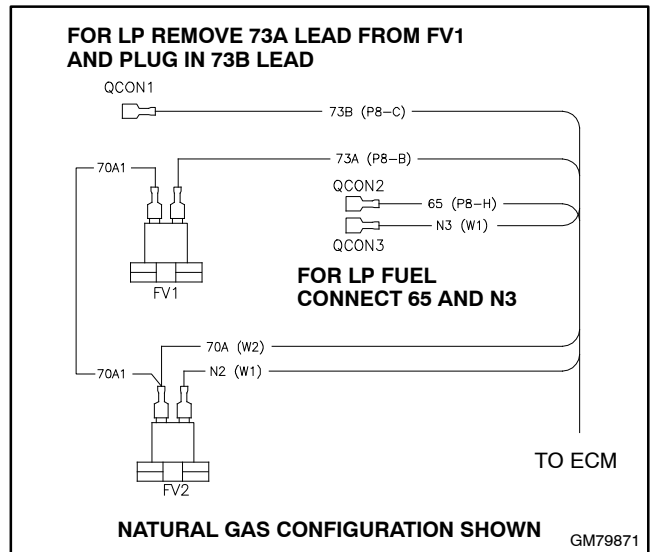 FOR LP REMOVE 73A LEAD FROM FV1
AND PLUG IN 73B LEAD
QCON1
73B (P8-C)
70A1
73A (P8-B)
QCON2
65 (P8-H)
N3 (W1)
QCON3
FV1
FOR LP FUEL
CONNECT 65 AND N3
70A (W2)
70A1
N2 (W1)
FV2
TO ECM
NATURAL GAS CONFIGURATION SHOWN
GM79871